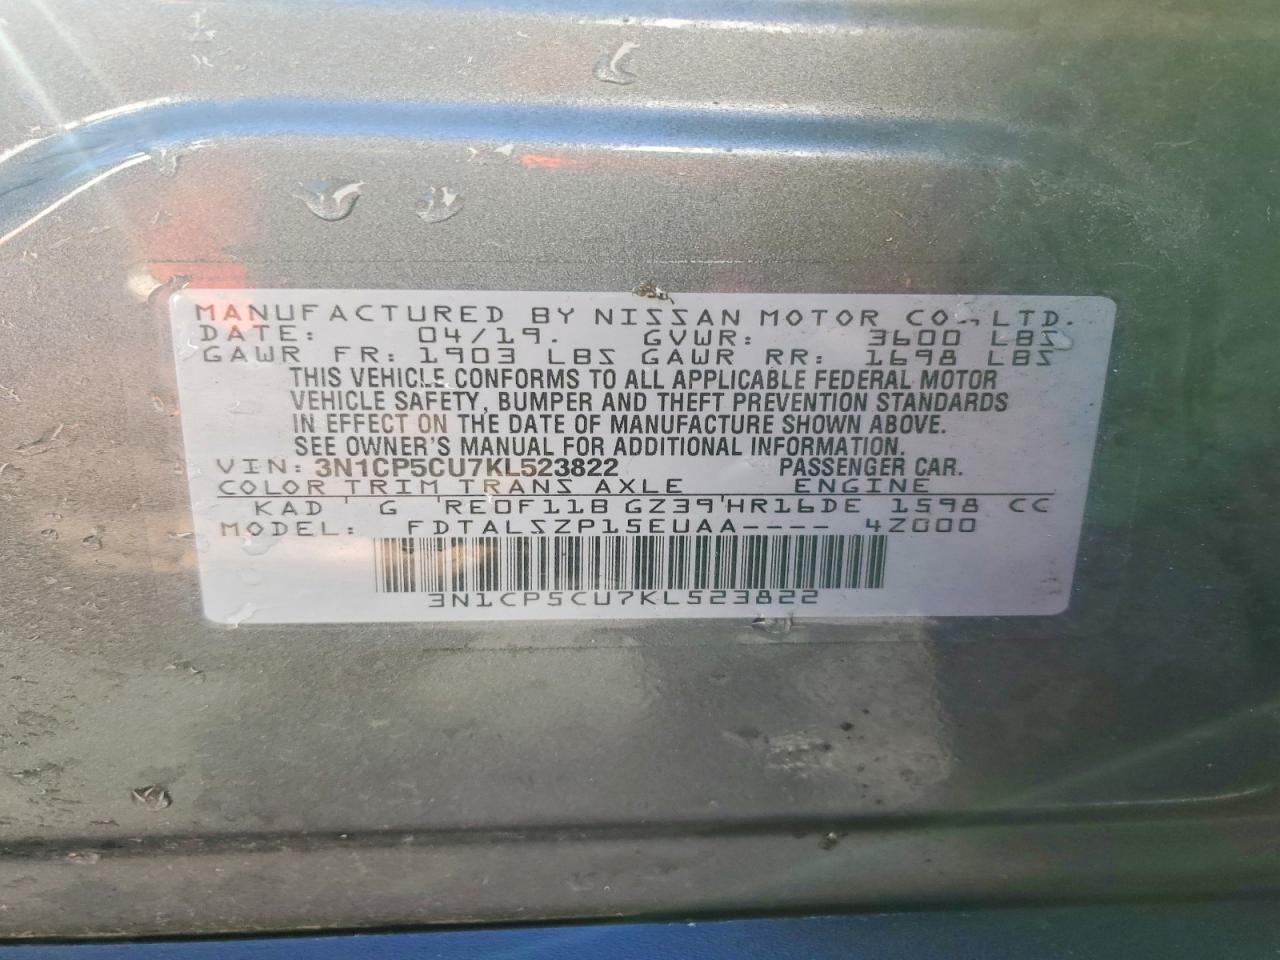 MANUFACTURED BY NISSAN MOTOR CO., LTD.
DATE: 04/19. GVWR: 3600 LBS
GAWR FR: 1903 LBS GAWR RR: 1698 LBS
THIS VEHICLE CONFORMS TO ALL APPLICABLE FEDERAL MOTOR
VEHICLE SAFETY, BUMPER AND THEFT PREVENTION STANDARDS
IN EFFECT ON THE DATE OF MANUFACTURE SHOWN ABOVE.
SEE OWNER'S MANUAL FOR ADDITIONAL INFORMATION.
VIN: 3N1CP5CU7KL523822 PASSENGER CAR.
COLOR TRIM TRANS AXLE ENGINE
KAD G RE0F11B GZ39 HR16DE 1598 CC
MODEL: FDTALSZP15EUAA---- 4Z000
3N1CP5CU7KL523822